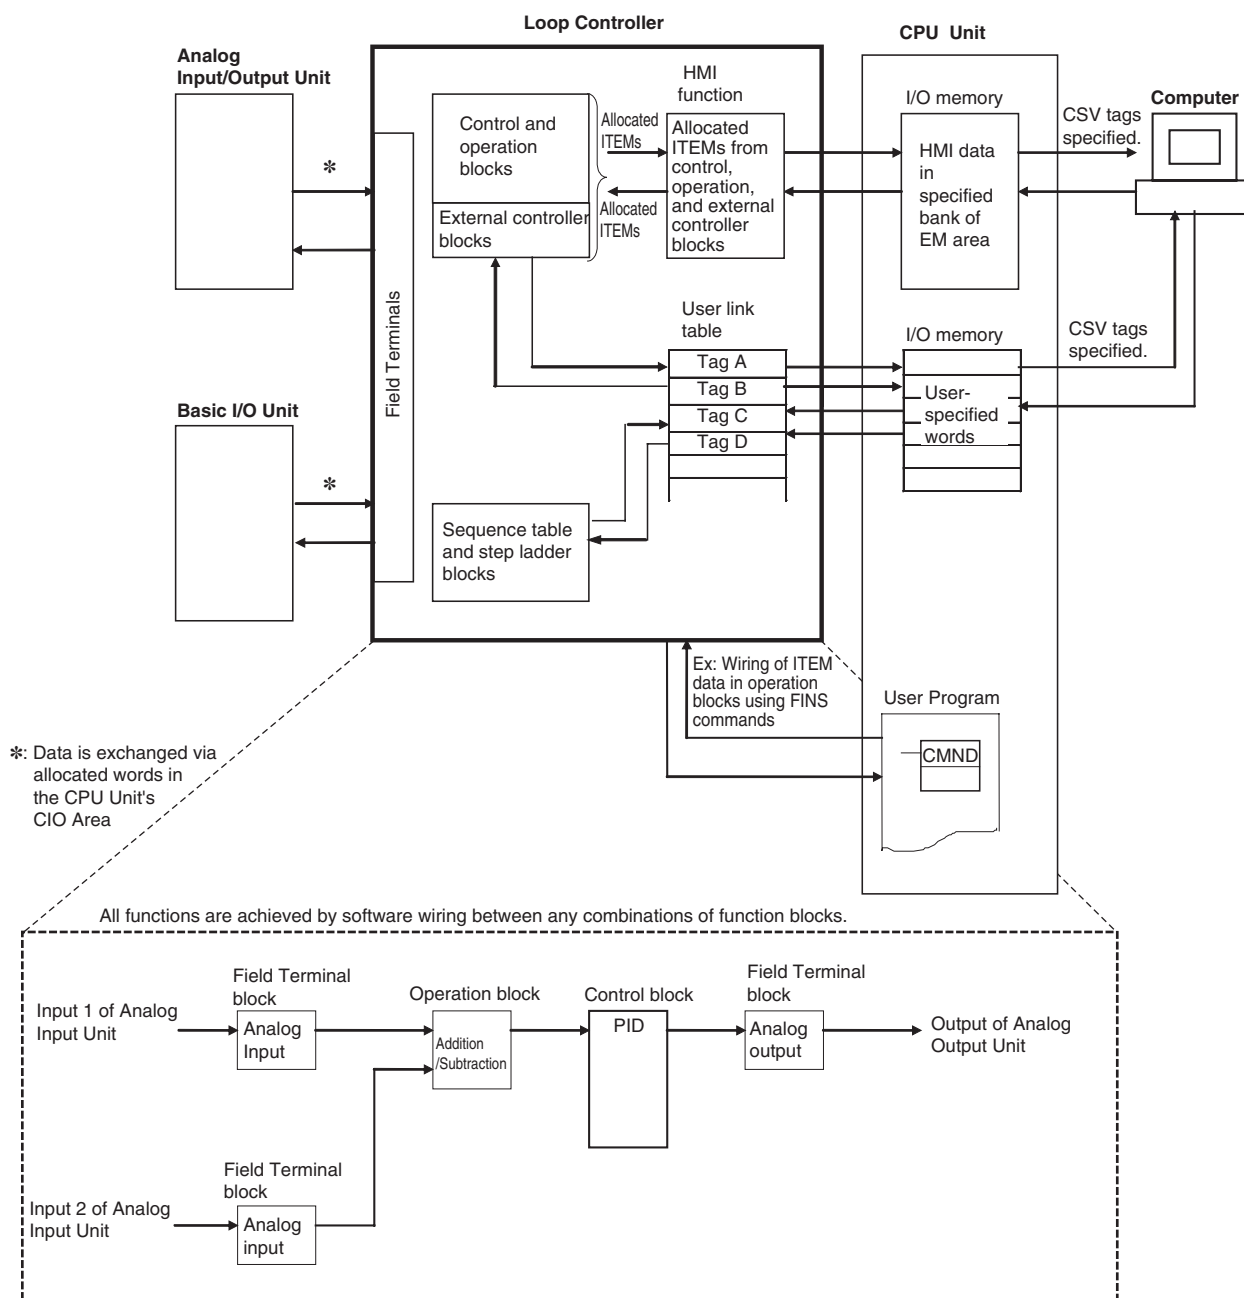 Loop Controller
CPU Unit
Analog
Input/Output Unit
HMI
function
I/O memory
Computer
CSV tags
specified.
Control and
operation
blocks
Allocated
ITEMs
Allocated
ITEMs from
control,
operation,
and external
controller
blocks
HMI data
in
specified
bank of
EM area
*
External controller
blocks
Allocated
ITEMs
Field Terminals
User link
table
I/O memory
CSV tags
specified.
Tag A
Tag B
Tag C
Tag D
User-
specified
words
Basic I/O Unit
*
Sequence table
and step ladder
blocks
Ex: Wiring of ITEM
data in operation
blocks using FINS
commands
User Program
CMND
*: Data is exchanged via
allocated words in
the CPU Unit's
CIO Area
All functions are achieved by software wiring between any combinations of function blocks.
Field Terminal
block
Operation block
Control block
Field Terminal
block
Input 1 of Analog
Input Unit
Analog
Input
Addition
/Subtraction
PID
Analog
output
Output of Analog
Output Unit
Field Terminal
block
Input 2 of Analog
Input Unit
Analog
input